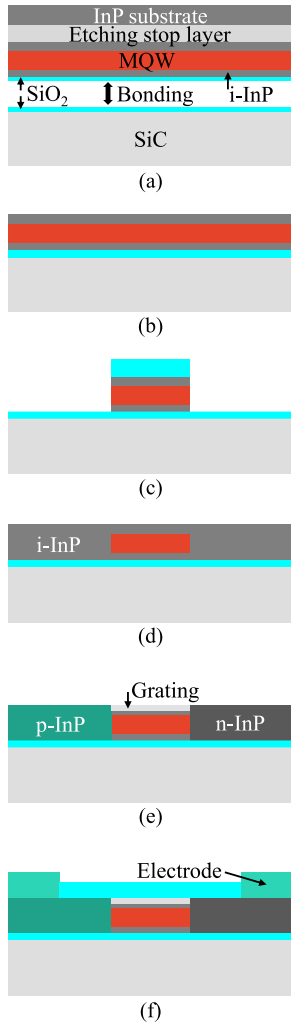 InP substrate
Etching stop layer
MQW
SiO₂
Bonding
i-InP
SiC
(a)
(b)
(c)
i-InP
(d)
Grating
p-InP
n-InP
(e)
Electrode
(f)